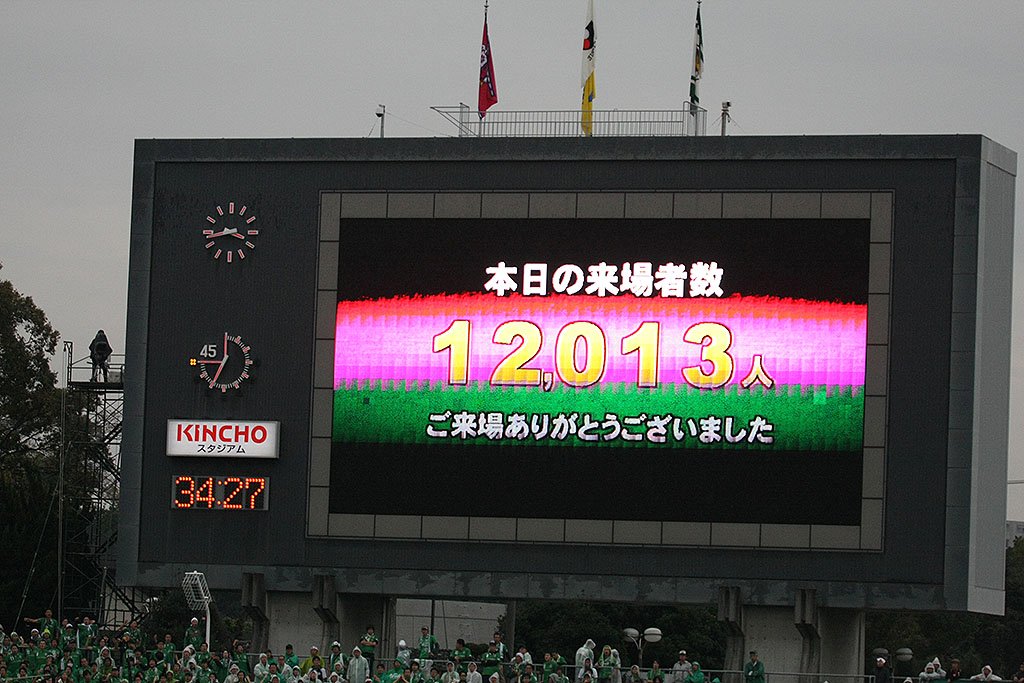 本日の来場者数
12,013人
ご来場ありがとうございました
45
KINCHO
スタジアム
34:27